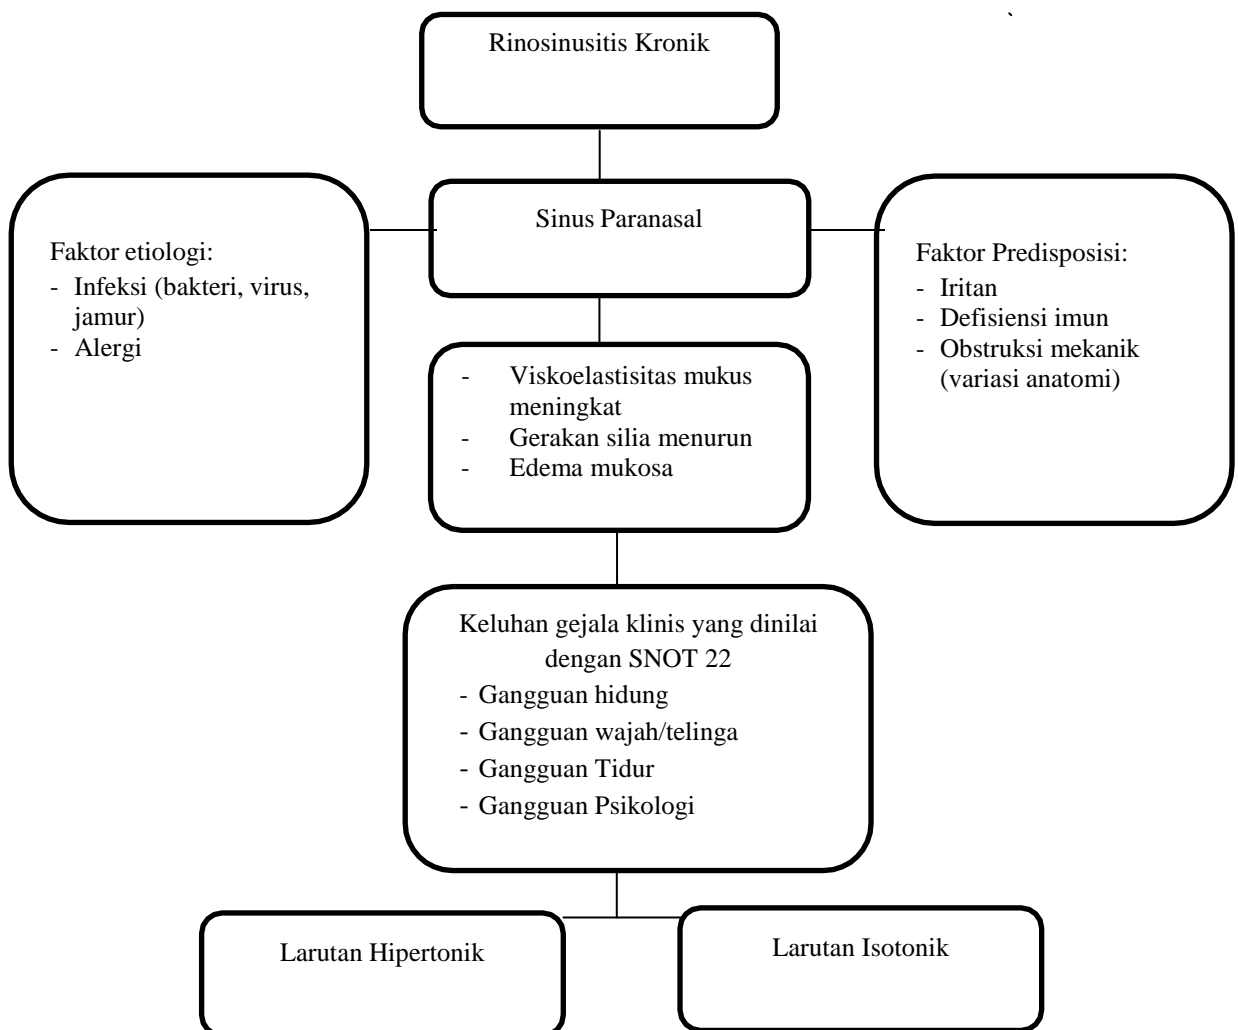 Rinosinusitis Kronik
Sinus Paranasal
Faktor etiologi:
- Infeksi (bakteri, virus,
jamur)
- Alergi
Faktor Predisposisi:
- Iritan
- Defisiensi imun
- Obstruksi mekanik
(variasi anatomi)
- Viskoelastisitas mukus
meningkat
- Gerakan silia menurun
- Edema mukosa
Keluhan gejala klinis yang dinilai
dengan SNOT 22
- Gangguan hidung
- Gangguan wajah/telinga
- Gangguan Tidur
- Gangguan Psikologi
Larutan Hipertonik
Larutan Isotonik